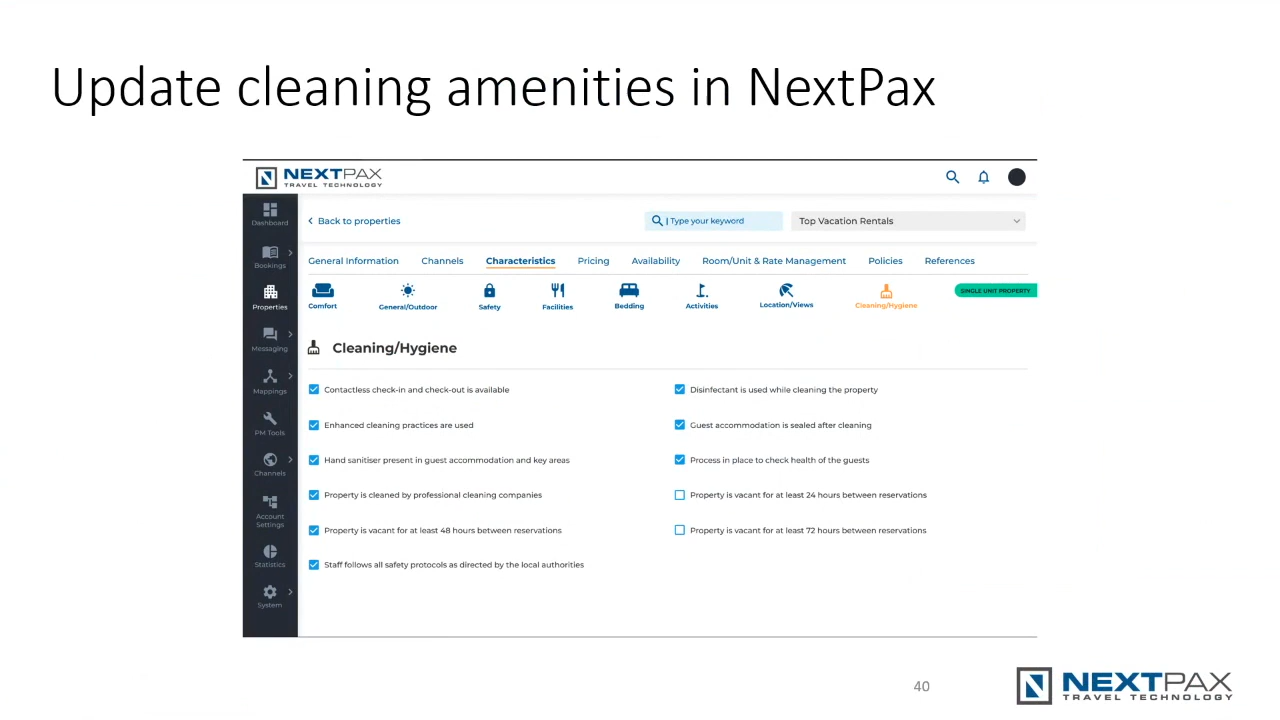 Update cleaning amenities in NextPax
NEXTPAX
TRAVEL TECHNOLOGY
Dashboard
Bookings
Properties
Messaging
Mappings
PM Tools
Channels
Account
Settings
Statistics
System
Back to properties
Type your keyword
Top Vacation Rentals
General Information Channels Characteristics Pricing Availability Room/Unit & Rate Management Policies References
Comfort General/Outdoor Safety Facilities Bedding Activities Location/Views Cleaning/Hygiene SINGLE UNIT PROPERTY
Cleaning/Hygiene
Contactless check-in and check-out is available
Disinfectant is used while cleaning the property
Enhanced cleaning practices are used
Guest accommodation is sealed after cleaning
Hand sanitiser present in guest accommodation and key areas
Process in place to check health of the guests
Property is cleaned by professional cleaning companies
Property is vacant for at least 24 hours between reservations
Property is vacant for at least 48 hours between reservations
Property is vacant for at least 72 hours between reservations
Staff follows all safety protocols as directed by the local authorities
40
NEXTPAX
TRAVEL TECHNOLOGY